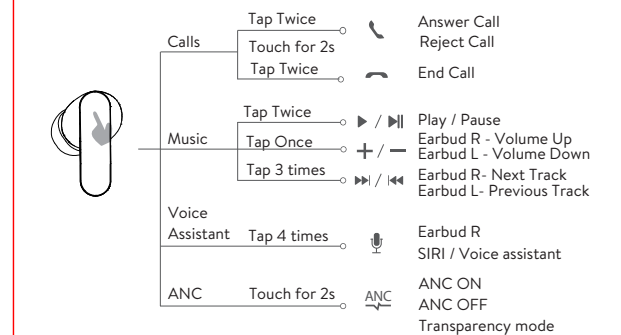 Calls
Tap Twice
Answer Call
Touch for 2s
Reject Call
Tap Twice
End Call
Music
Tap Twice
Play / Pause
Tap Once
Earbud R - Volume Up
Earbud L - Volume Down
Tap 3 times
Earbud R- Next Track
Earbud L- Previous Track
Voice
Assistant
Tap 4 times
Earbud R
SIRI / Voice assistant
ANC
Touch for 2s
ANC
ANC ON
ANC OFF
Transparency mode